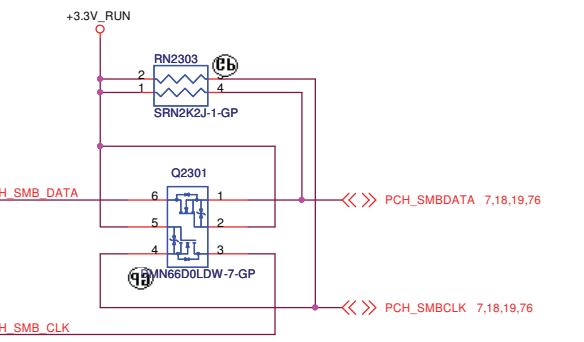 +3.3V_RUN
RN2303
2 3
1 4
SRN2K2J-1-GP
Q2301
H_SMB_DATA 6 1 PCH_SMBDATA 7,18,19,76
5 2
4 3
DMN66D0LDW-7-GP
PCH_SMBCLK 7,18,19,76
H_SMB_CLK